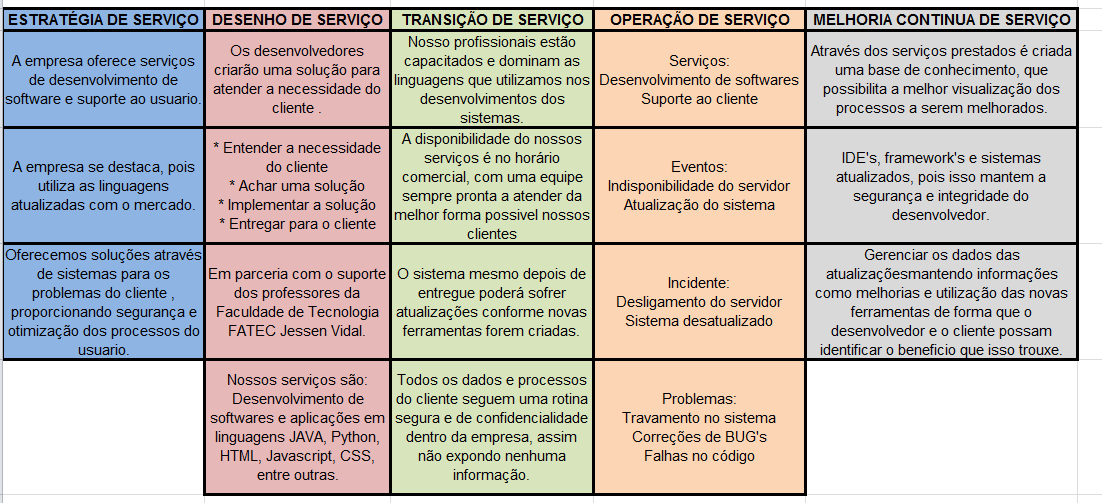 ESTRATÉGIA DE SERVIÇO
DESENHO DE SERVIÇO
TRANSIÇÃO DE SERVIÇO
OPERAÇÃO DE SERVIÇO
MELHORIA CONTINUA DE SERVIÇO
A empresa oferece serviços
de desenvolvimento de
software e suporte ao usuario.
Os desenvolvedores
criarão uma solução para
atender a necessidade do
cliente .
Nosso profissionais estão
capacitados e dominam as
linguagens que utilizamos nos
desenvolvimentos dos
sistemas.
Serviços:
Desenvolvimento de softwares
Suporte ao cliente
Através dos serviços prestados é criada
uma base de conhecimento, que
possibilita a melhor visualização dos
processos a serem melhorados.
A empresa se destaca, pois
utiliza as linguagens
atualizadas com o mercado.
* Entender a necessidade
do cliente
* Achar uma solução
* Implementar a solução
* Entregar para o cliente
A disponibilidade do nossos
serviços é no horário
comercial, com uma equipe
sempre pronta a atender da
melhor forma possivel nossos
clientes
Eventos:
Indisponibilidade do servidor
Atualização do sistema
IDE's, framework's e sistemas
atualizados, pois isso mantem a
segurança e integridade do
desenvolvedor.
Oferecemos soluções através
de sistemas para os
problemas do cliente ,
proporcionando segurança e
otimização dos processos do
usuario.
Em parceria com o suporte
dos professores da
Faculdade de Tecnologia
FATEC Jessen Vidal.
O sistema mesmo depois de
entregue poderá sofrer
atualizações conforme novas
ferramentas forem criadas.
Incidente:
Desligamento do servidor
Sistema desatualizado
Gerenciar os dados das
atualizaçõesmantendo informações
como melhorias e utilização das novas
ferramentas de forma que o
desenvolvedor e o cliente possam
identificar o beneficio que isso trouxe.
Nossos serviços são:
Desenvolvimento de
softwares e aplicações em
linguagens JAVA, Python,
HTML, Javascript, CSS,
entre outras.
Todos os dados e processos
do cliente seguem uma rotina
segura e de confidencialidade
dentro da empresa, assim
não expondo nenhuma
informação.
Problemas:
Travamento no sistema
Correções de BUG's
Falhas no código